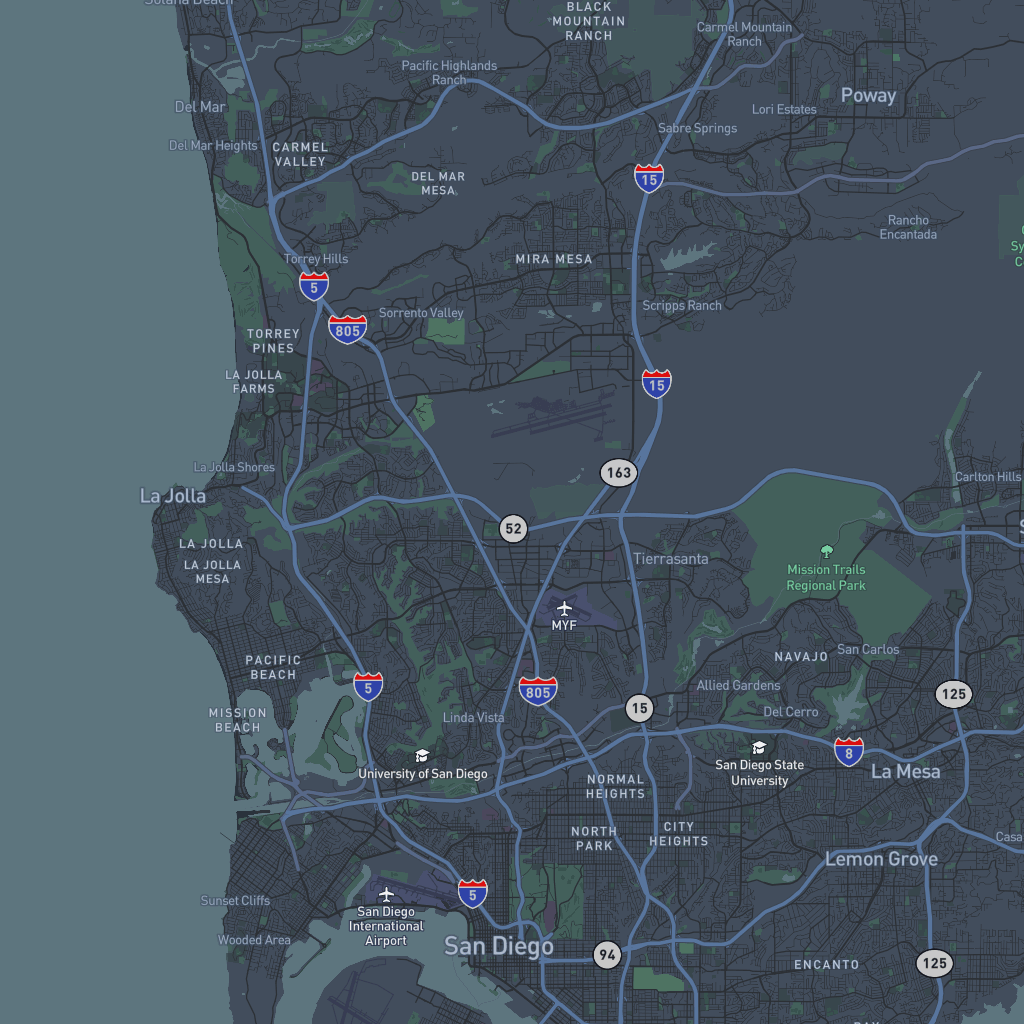 Solana Beach
BLACK
MOUNTAIN
RANCH
Carmel Mountain
Ranch
Pacific Highlands
Ranch
Poway
Del Mar
Lori Estates
Sabre Springs
Del Mar Heights
CARMEL
VALLEY
DEL MAR
MESA
15
Rancho
Encantada
Torrey Hills
MIRA MESA
5
Scripps Ranch
Sorrento Valley
805
TORREY
PINES
LA JOLLA
FARMS
15
La Jolla Shores
163
Carlton Hills
La Jolla
52
LA JOLLA
LA JOLLA
MESA
Tierrasanta
Mission Trails
Regional Park
MYF
PACIFIC
BEACH
NAVAJO
San Carlos
5
805
Allied Gardens
125
MISSION
BEACH
Linda Vista
15
Del Cerro
8
University of San Diego
San Diego State
University
La Mesa
NORMAL
HEIGHTS
NORTH
PARK
CITY
HEIGHTS
Casa
Lemon Grove
5
Sunset Cliffs
San Diego
International
Airport
Wooded Area
San Diego
94
ENCANTO
125